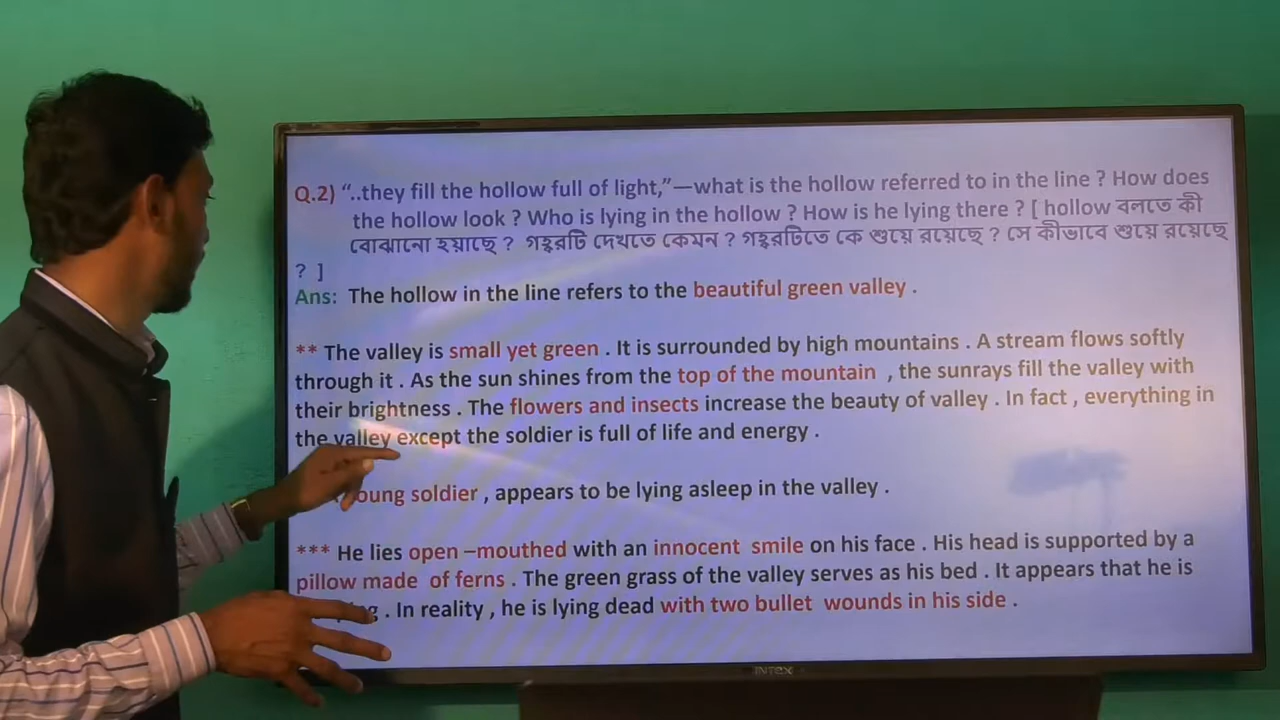 Q.2) “..they fill the hollow full of light,”—what is the hollow referred to in the line ? How does
the hollow look ? Who is lying in the hollow ? How is he lying there ? [ hollow বলতে কী
বোঝানো হয়াছে ? গহ্বরটি দেখতে কেমন ? গহ্বরটিতে কে শুয়ে রয়েছে ? সে কীভাবে শুয়ে রয়েছে
? ]
Ans: The hollow in the line refers to the beautiful green valley .
** The valley is small yet green . It is surrounded by high mountains . A stream flows softly
through it . As the sun shines from the top of the mountain , the sunrays fill the valley with
their brightness . The flowers and insects increase the beauty of valley . In fact , everything in
the valley except the soldier is full of life and energy .
young soldier , appears to be lying asleep in the valley .
*** He lies open –mouthed with an innocent smile on his face . His head is supported by a
pillow made of ferns . The green grass of the valley serves as his bed . It appears that he is
. In reality , he is lying dead with two bullet wounds in his side .
INTEX